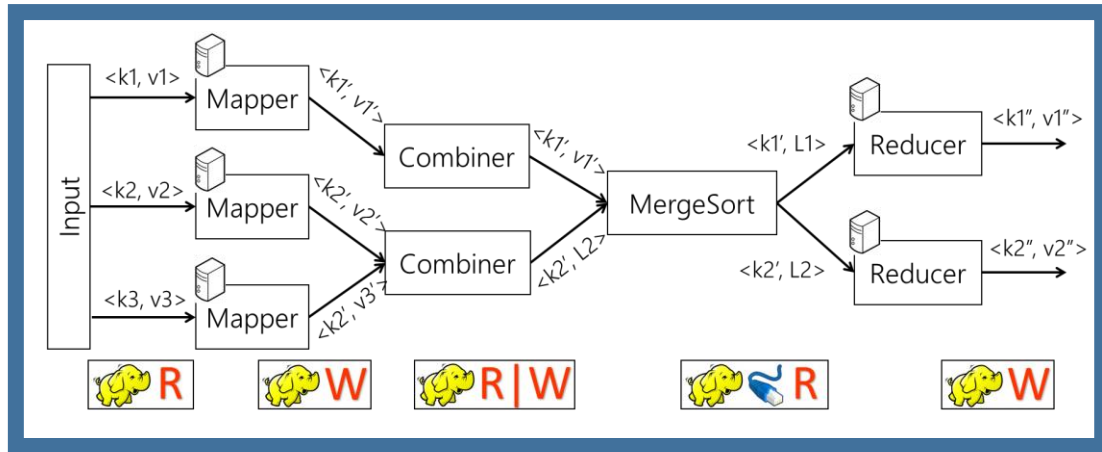 Input
<k1, v1>
<k2, v2>
<k3, v3>
Mapper
Mapper
Mapper
<k1′, v1′>
<k2′, v2′>
<k2′, v3′>
Combiner
Combiner
<k1′, v1′>
<k2′, L2>
MergeSort
<k1′, L1>
<k2′, L2>
Reducer
Reducer
<k1″, v1″>
<k2″, v2″>
R
W
R|W
R
W